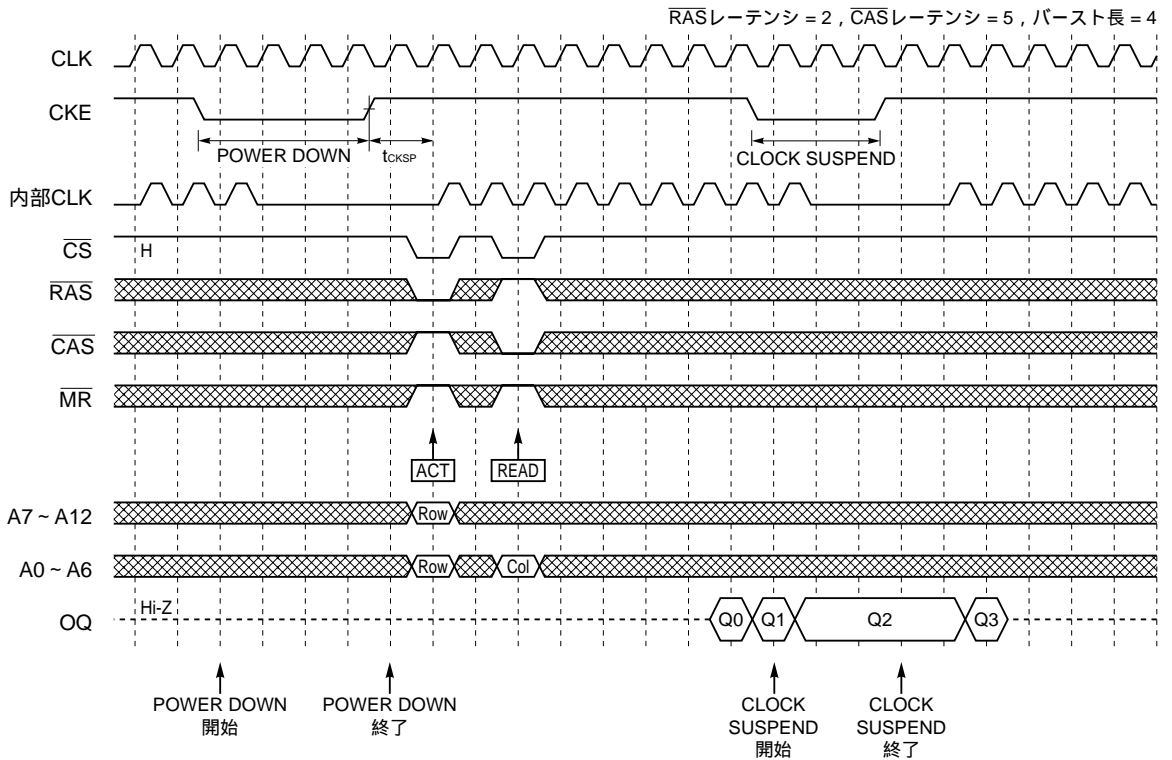 RASレーテンシ = 2 , CASレーテンシ = 5 , バースト長 = 4
CLK
CKE
POWER DOWN
tCKSP
CLOCK SUSPEND
内部CLK
CS
H
RAS
CAS
MR
ACT
READ
A7 ~ A12
Row
A0 ~ A6
Row
Col
OQ
Hi-Z
Q0
Q1
Q2
Q3
POWER DOWN
開始
POWER DOWN
終了
CLOCK
SUSPEND
開始
CLOCK
SUSPEND
終了